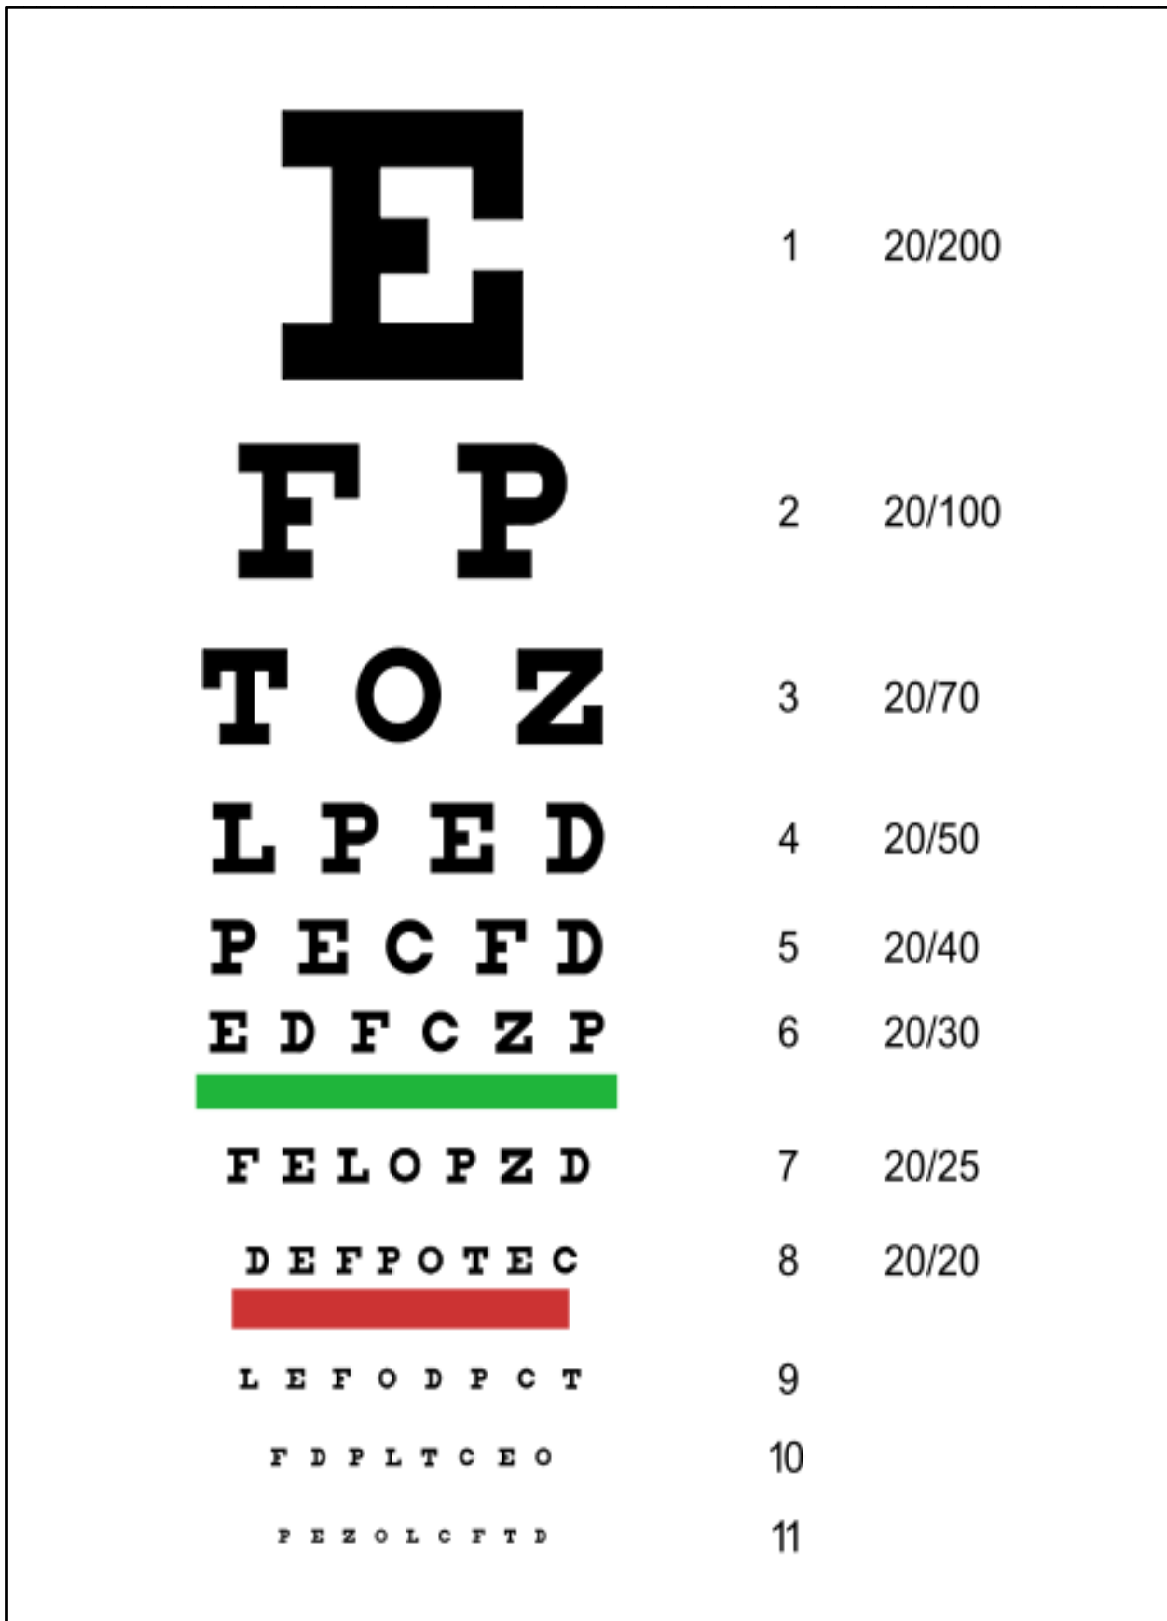 E 1 20/200
F P 2 20/100
T O Z 3 20/70
L P E D 4 20/50
P E C F D 5 20/40
E D F C Z P 6 20/30
F E L O P Z D 7 20/25
D E F P O T E C 8 20/20
L E F O D P C T 9
F D P L T C E O 10
P E Z O L C F T D 11